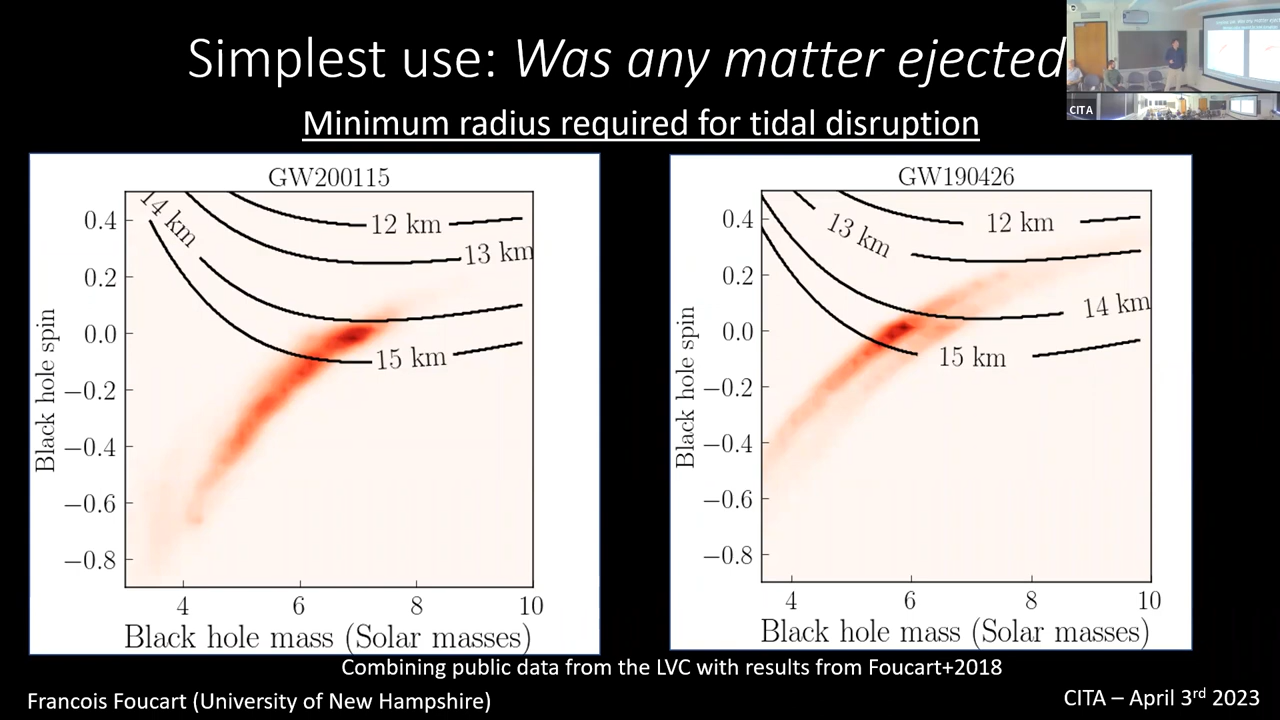 Simplest use: Was any matter ejected
CITA
Minimum radius required for tidal disruption
GW200115
14 km
12 km
13 km
15 km
0.4
0.2
0.0
−0.2
−0.4
−0.6
−0.8
Black hole spin
4 6 8 10
Black hole mass (Solar masses)
GW190426
13 km
12 km
14 km
15 km
0.4
0.2
0.0
−0.2
−0.4
−0.6
−0.8
Black hole spin
4 6 8 10
Black hole mass (Solar masses)
Combining public data from the LVC with results from Foucart+2018
Francois Foucart (University of New Hampshire)
CITA – April 3rd 2023